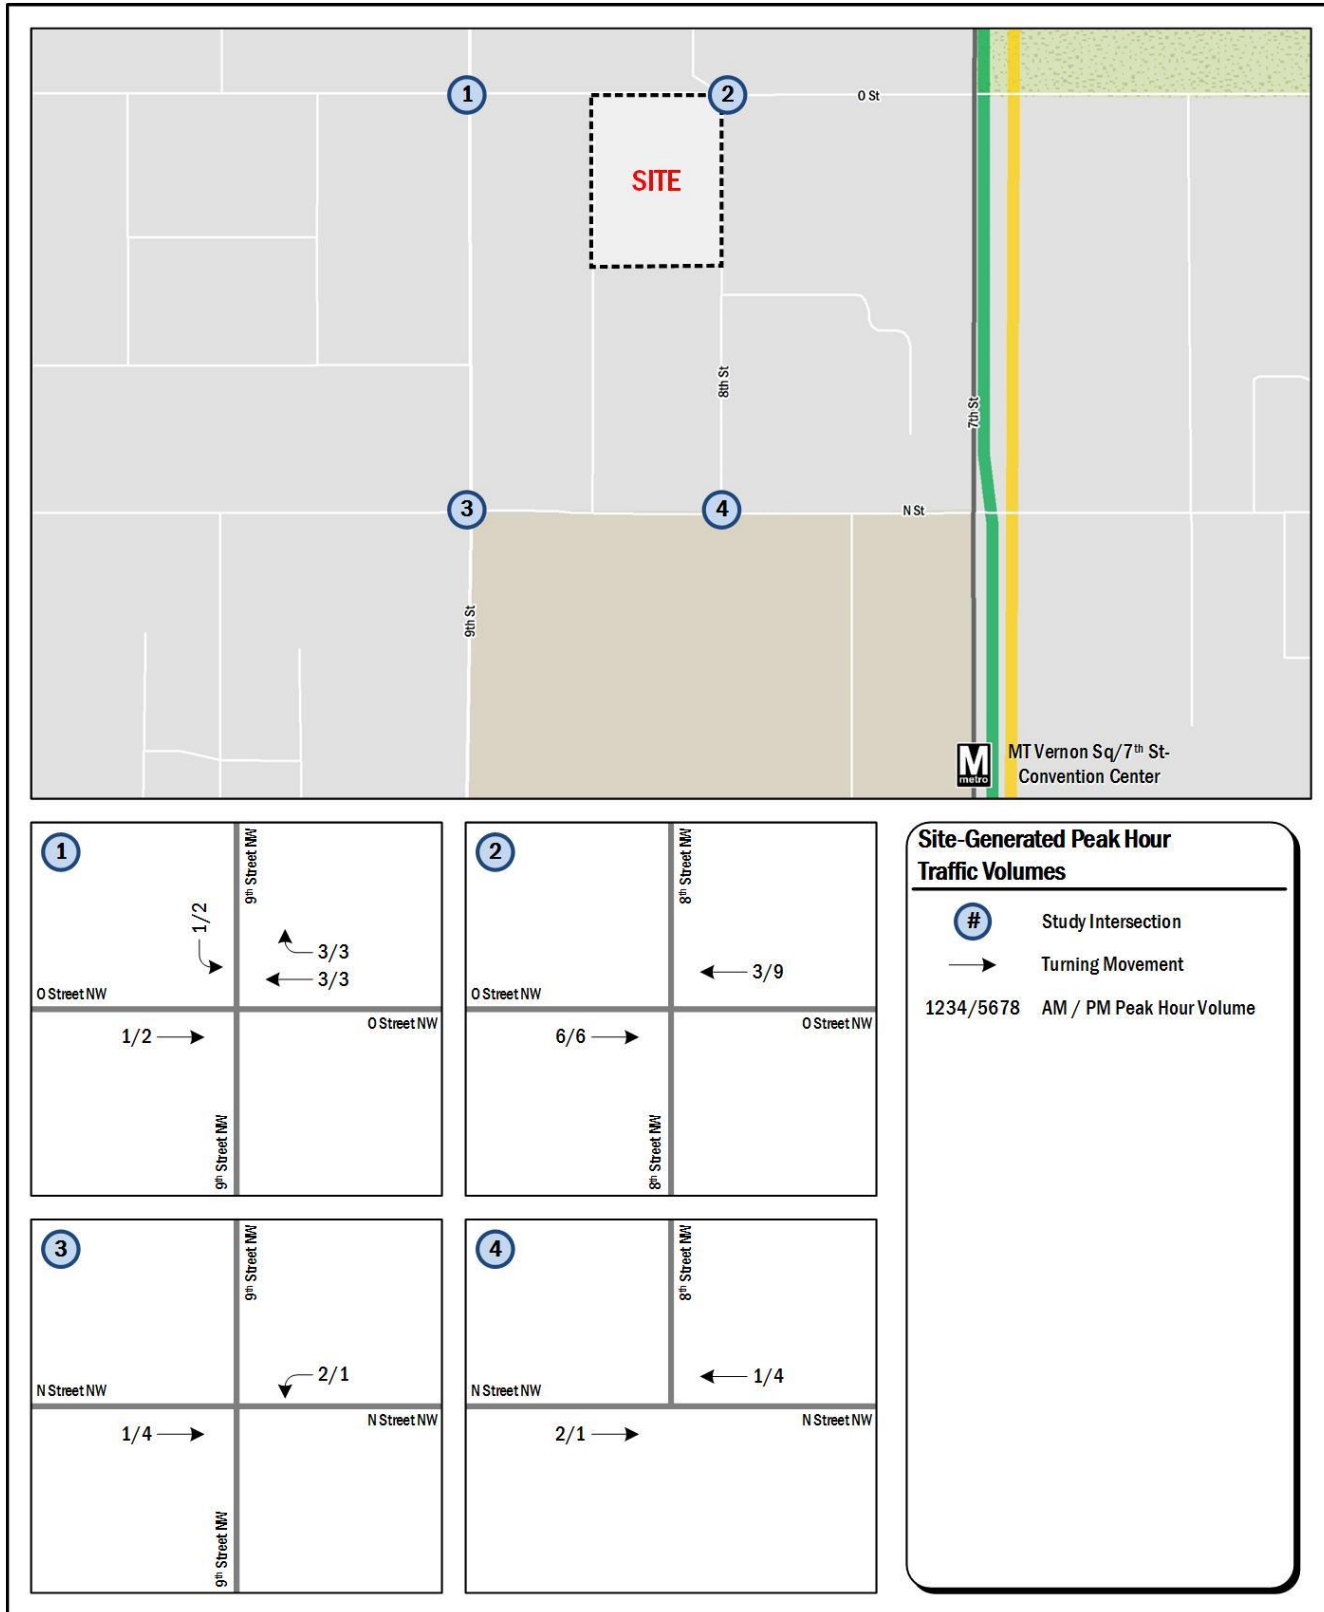 1
2
O St
SITE
8th St
7th St
3
4
N St
9th St
M
metro
MT Vernon Sq/7th St-
Convention Center
1
9th Street NW
1/2
3/3
3/3
O Street NW
O Street NW
1/2
9th Street NW
2
8th Street NW
3/9
O Street NW
O Street NW
6/6
8th Street NW
Site-Generated Peak Hour
Traffic Volumes
# Study Intersection
Turning Movement
1234/5678 AM / PM Peak Hour Volume
3
9th Street NW
2/1
N Street NW
N Street NW
1/4
9th Street NW
4
8th Street NW
1/4
N Street NW
N Street NW
2/1